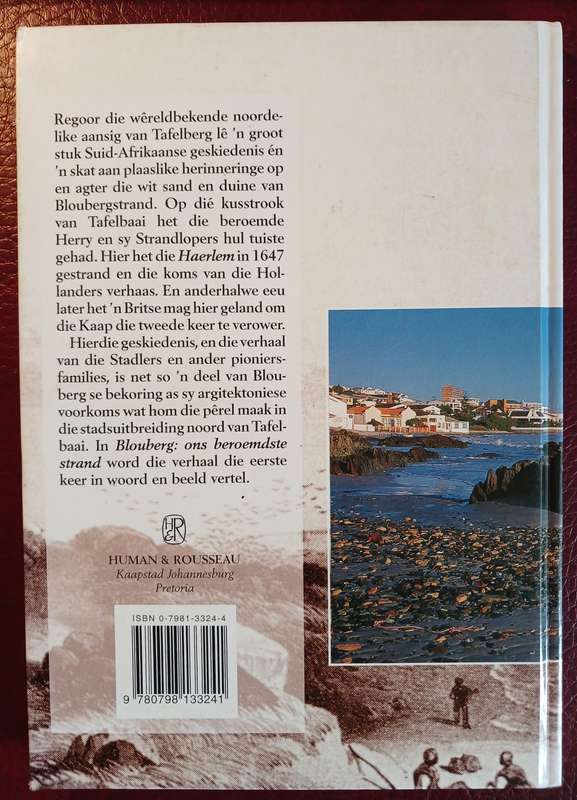 Regoor die wêreldbekende noorde-
like aansig van Tafelberg lê 'n groot
stuk Suid-Afrikaanse geskiedenis én
'n skat aan plaaslike herinneringe op
en agter die wit sand en duine van
Bloubergstrand. Op dié kusstrook
van Tafelbaai het die beroemde
Herry en sy Strandlopers hul tuiste
gehad. Hier het die Haerlem in 1647
gestrand en die koms van die Hol-
landers verhaas. En anderhalwe eeu
later het 'n Britse mag hier geland om
die Kaap die tweede keer te verower.
Hierdie geskiedenis, en die verhaal
van die Stadlers en ander pioniers-
families, is net so 'n deel van Blou-
berg se bekoring as sy argitektoniese
voorkoms wat hom die pêrel maak in
die stadsuitbreiding noord van Tafel-
baai. In Blouberg: ons beroemdste
strand word die verhaal die eerste
keer in woord en beeld vertel.
H&R
HUMAN & ROUSSEAU
Kaapstad Johannesburg
Pretoria
ISBN 0-7981-3324-4
9 780798 133241